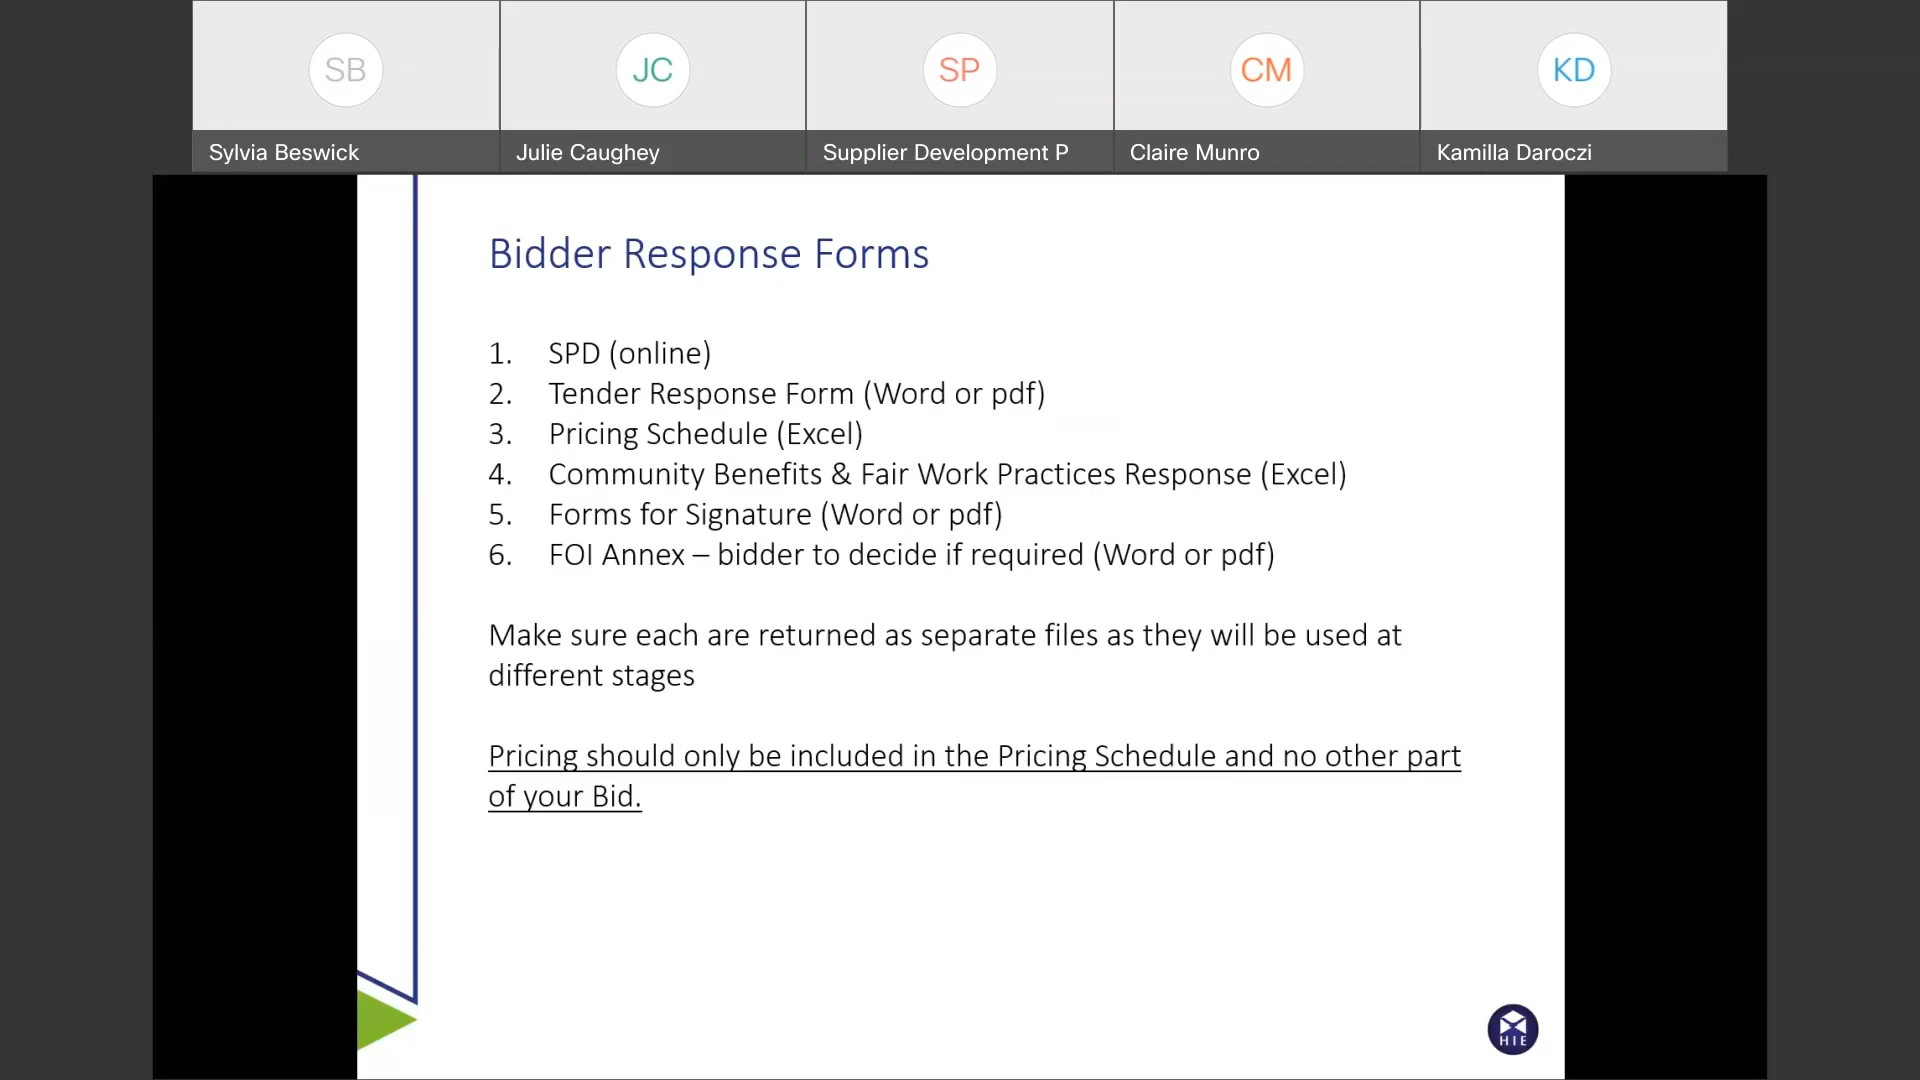 SB
JC
SP
CM
KD
Sylvia Beswick
Julie Caughey
Supplier Development P
Claire Munro
Kamilla Daroczi
Bidder Response Forms
1. SPD (online)
2. Tender Response Form (Word or pdf)
3. Pricing Schedule (Excel)
4. Community Benefits & Fair Work Practices Response (Excel)
5. Forms for Signature (Word or pdf)
6. FOI Annex – bidder to decide if required (Word or pdf)
Make sure each are returned as separate files as they will be used at
different stages
Pricing should only be included in the Pricing Schedule and no other part
of your Bid.
HIE